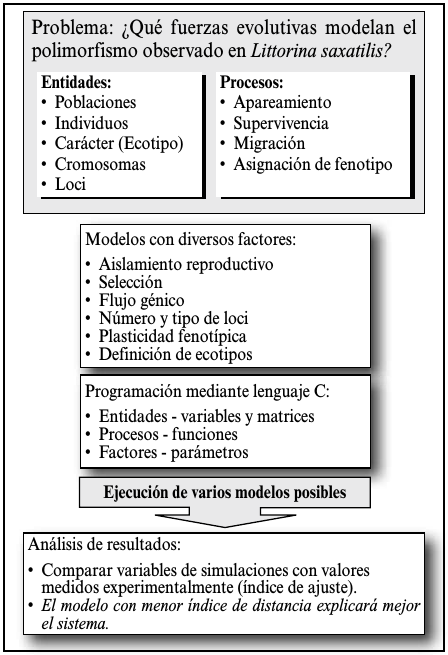 Problema: ¿Qué fuerzas evolutivas modelan el
polimorfismo observado en Littorina saxatilis?
Entidades:
• Poblaciones
• Individuos
• Carácter (Ecotipo)
• Cromosomas
• Loci
Procesos:
• Apareamiento
• Supervivencia
• Migración
• Asignación de fenotipo
Modelos con diversos factores:
• Aislamiento reproductivo
• Selección
• Flujo génico
• Número y tipo de loci
• Plasticidad fenotípica
• Definición de ecotipos
Programación mediante lenguaje C:
• Entidades - variables y matrices
• Procesos - funciones
• Factores - parámetros
Ejecución de varios modelos posibles
Análisis de resultados:
• Comparar variables de simulaciones con valores
medidos experimentalmente (índice de ajuste).
• El modelo con menor índice de distancia explicará mejor
el sistema.